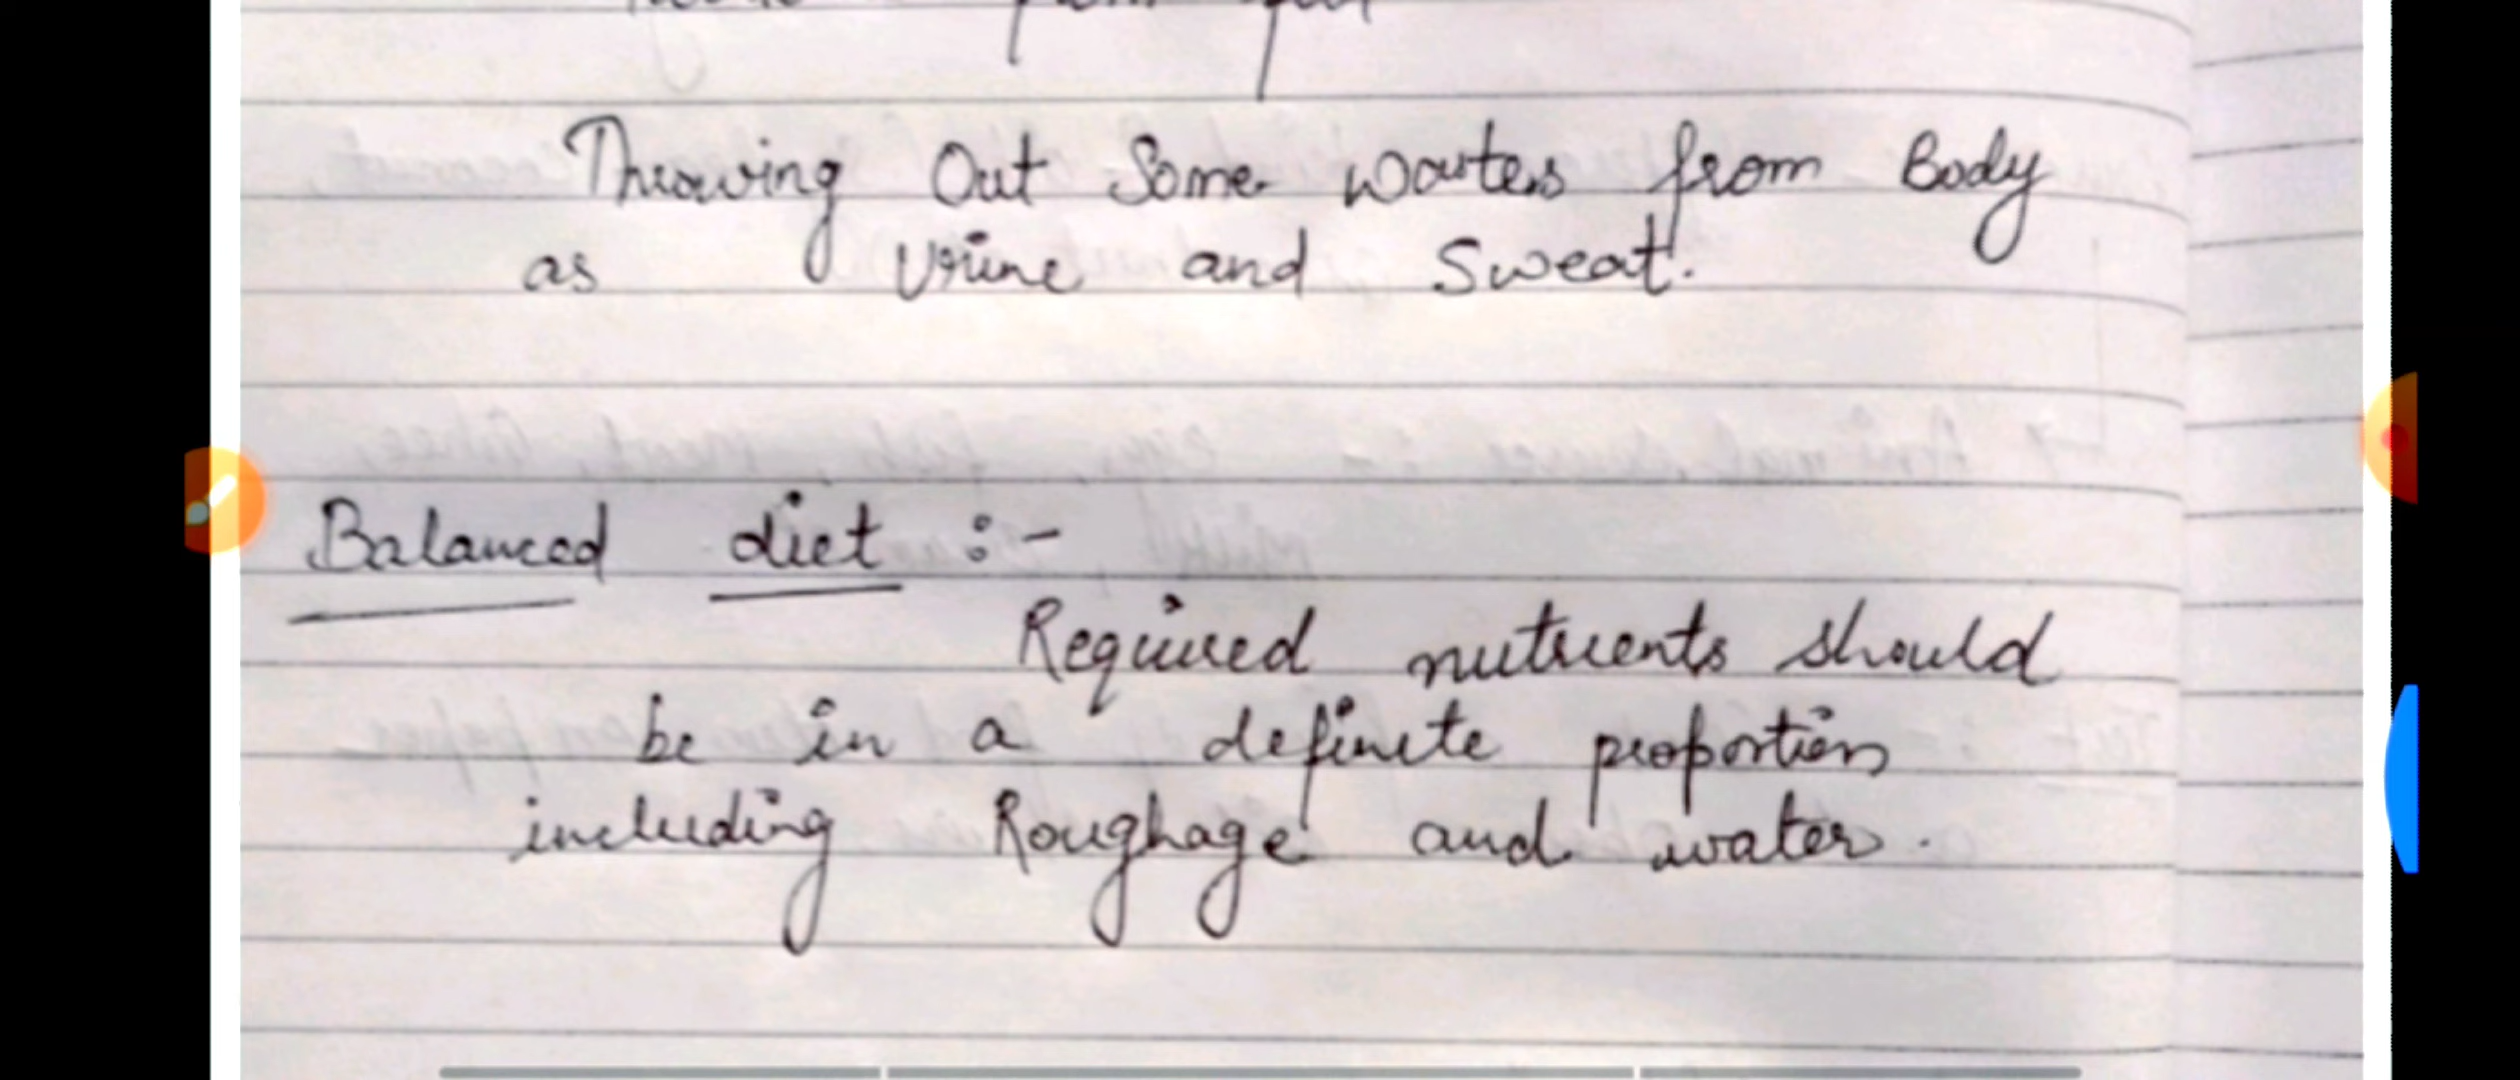 from
Throwing Out Some wastes from Body
as urine and Sweat.
Balanced diet :-
Required nutrients should
be in a definite proportion
including Roughage and water.